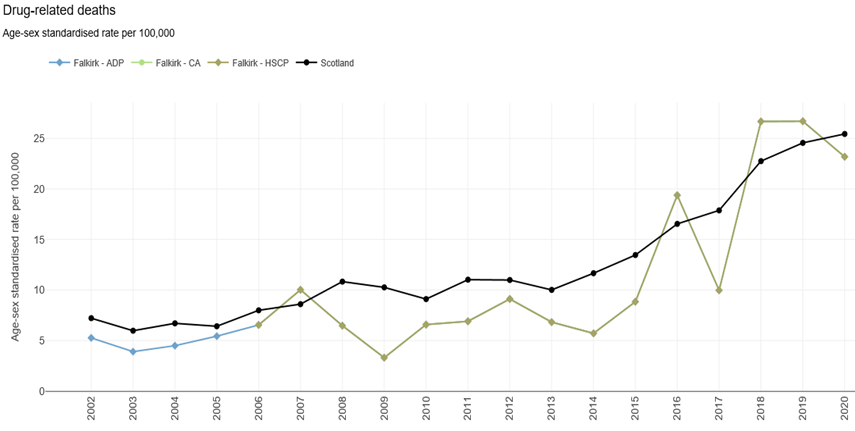 Drug-related deaths
Age-sex standardised rate per 100,000
Falkirk - ADP Falkirk - CA Falkirk - HSCP Scotland
Age-sex standardised rate per 100,000
25
20
15
10
5
0
2002 2003 2004 2005 2006 2007 2008 2009 2010 2011 2012 2013 2014 2015 2016 2017 2018 2019 2020